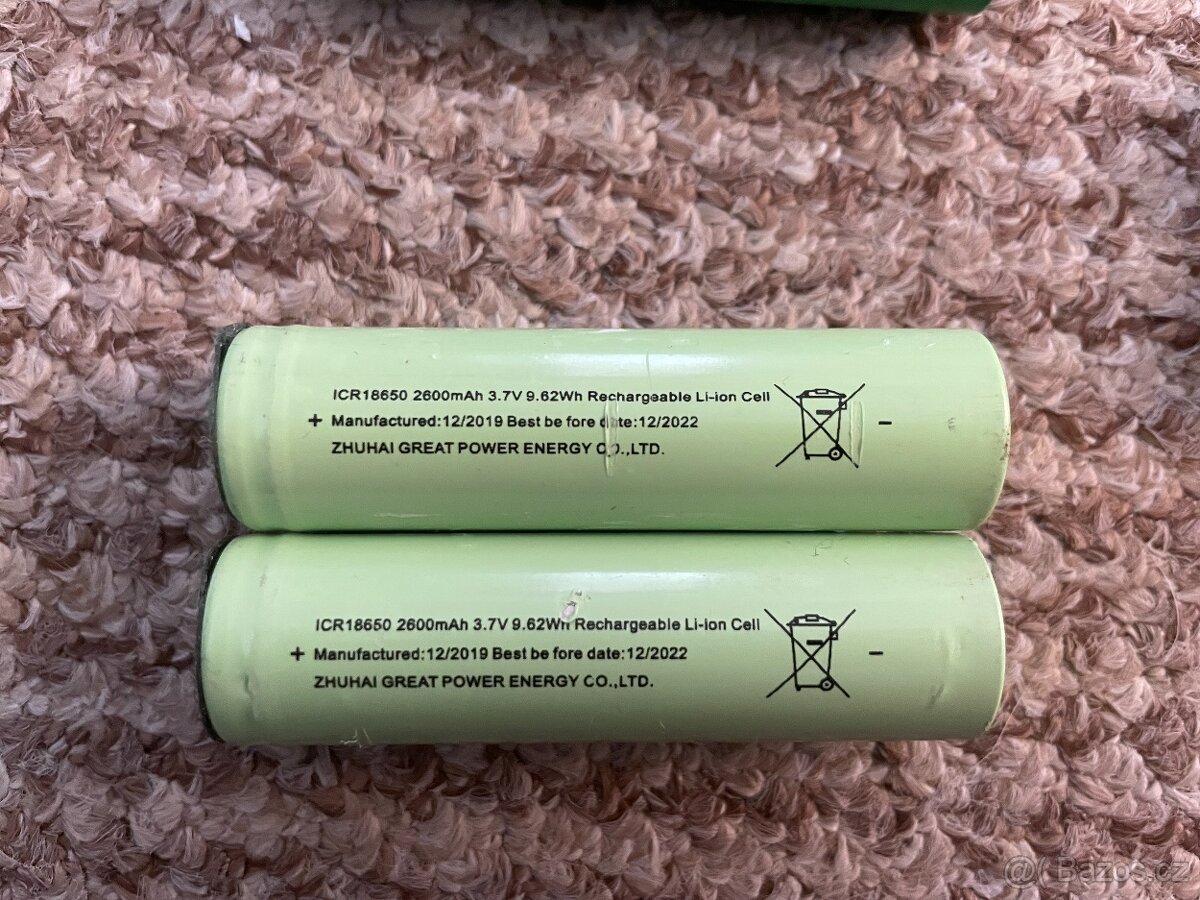 ICR18650 2600mAh 3.7V 9.62Wh Rechargeable Li-ion Cell
+ Manufactured:12/2019 Best be fore date:12/2022 -
ZHUHAI GREAT POWER ENERGY CO.,LTD.
ICR18650 2600mAh 3.7V 9.62Wh Rechargeable Li-ion Cell
+ Manufactured:12/2019 Best be fore date:12/2022 -
ZHUHAI GREAT POWER ENERGY CO.,LTD.
@ Bazos.cz